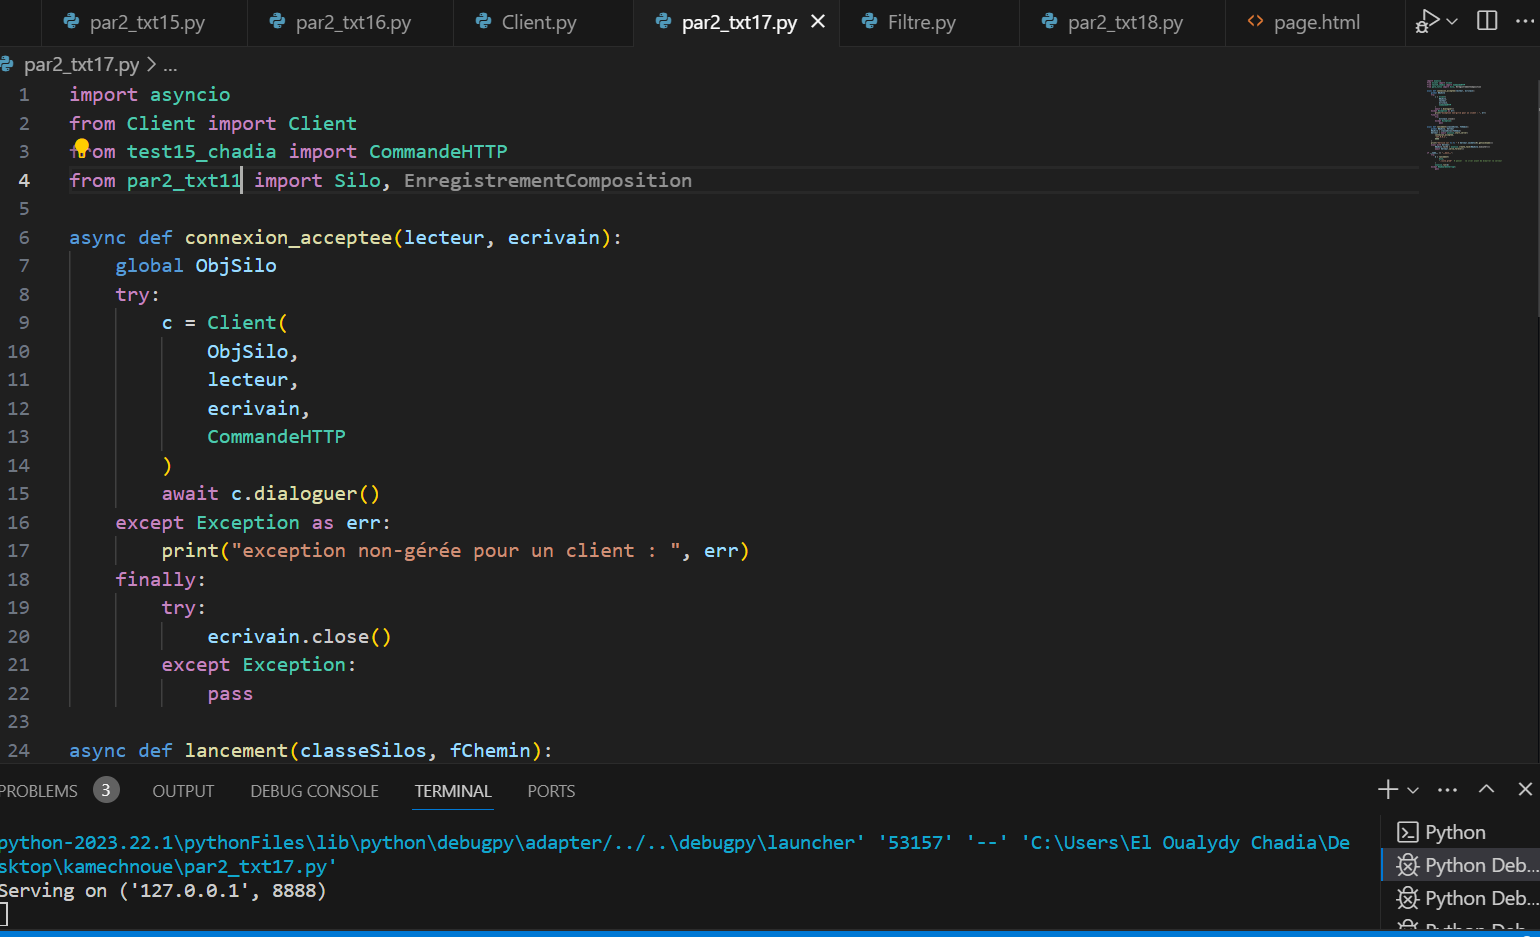 par2_txt15.py par2_txt16.py Client.py par2_txt17.py Filtre.py par2_txt18.py page.html
par2_txt17.py > ...
1 import asyncio
2 from Client import Client
3 from test15_chadia import CommandeHTTP
4 from par2_txt11 import Silo, EnregistrementComposition
5
6 async def connexion_acceptee(lecteur, ecrivain):
7 global ObjSilo
8 try:
9 c = Client(
10 ObjSilo,
11 lecteur,
12 ecrivain,
13 CommandeHTTP
14 )
15 await c.dialoguer()
16 except Exception as err:
17 print("exception non-gérée pour un client : ", err)
18 finally:
19 try:
20 ecrivain.close()
21 except Exception:
22 pass
23
24 async def lancement(classeSilos, fChemin):
PROBLEMS 3 OUTPUT DEBUG CONSOLE TERMINAL PORTS
python-2023.22.1\pythonFiles\lib\python\debugpy\adapter/../..\debugpy\launcher' '53157' '--' 'C:\Users\El Oualydy Chadia\De
sktop\kamechnoue\par2_txt17.py'
Serving on ('127.0.0.1', 8888)
Python
Python Deb...
Python Deb...